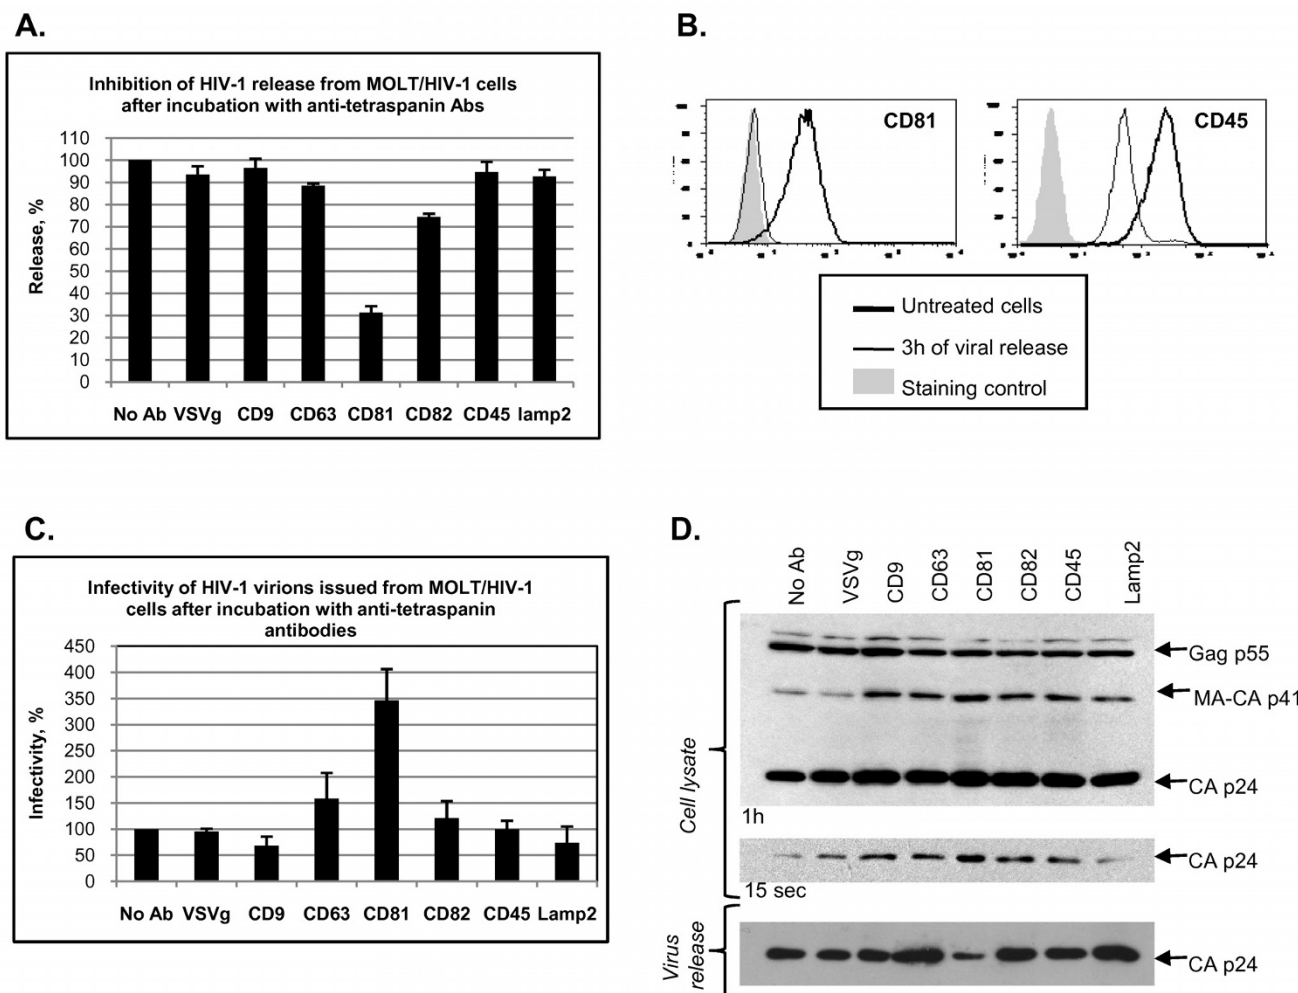 A.
Inhibition of HIV-1 release from MOLT/HIV-1 cells
after incubation with anti-tetraspanin Abs
Release, %
110
100
90
80
70
60
50
40
30
20
10
0
No Ab VSVg CD9 CD63 CD81 CD82 CD45 lamp2
B.
CD81
CD45
Untreated cells
3h of viral release
Staining control
C.
Infectivity of HIV-1 virions issued from MOLT/HIV-1
cells after incubation with anti-tetraspanin
antibodies
Infectivity, %
450
400
350
300
250
200
150
100
50
0
No Ab VSVg CD9 CD63 CD81 CD82 CD45 Lamp2
D.
No Ab
VSVg
CD9
CD63
CD81
CD82
CD45
Lamp2
Cell lysate
Gag p55
MA-CA p41
CA p24
1h
CA p24
15 sec
Virus
release
CA p24